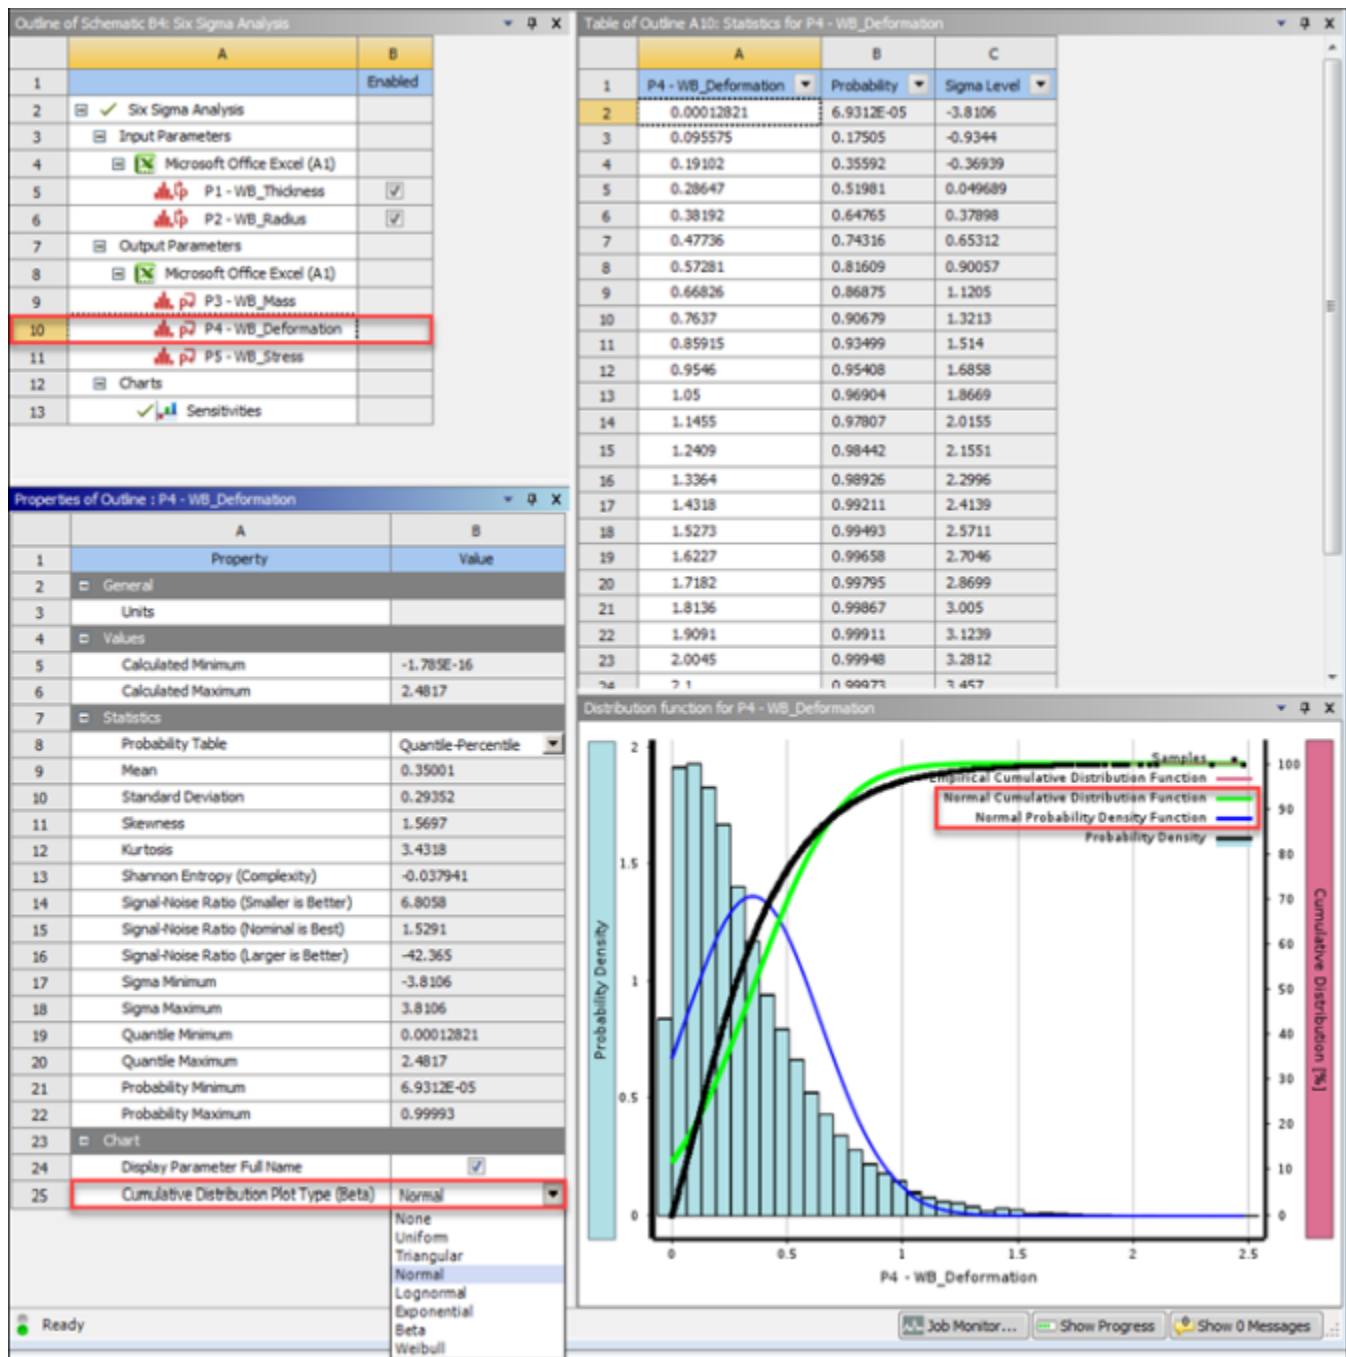 Outline of Schematic B4: Six Sigma Analysis
A B
1 Enabled
2 Six Sigma Analysis
3 Input Parameters
4 Microsoft Office Excel (A1)
5 P1 - WB_Thickness
6 P2 - WB_Radius
7 Output Parameters
8 Microsoft Office Excel (A1)
9 P3 - WB_Mass
10 P4 - WB_Deformation
11 P5 - WB_Stress
12 Charts
13 Sensitivities
Properties of Outline : P4 - WB_Deformation
A B
1 Property Value
2 General
3 Units
4 Values
5 Calculated Minimum -1.785E-16
6 Calculated Maximum 2.4817
7 Statistics
8 Probability Table Quantile-Percentile
9 Mean 0.35001
10 Standard Deviation 0.29352
11 Skewness 1.5697
12 Kurtosis 3.4318
13 Shannon Entropy (Complexity) -0.037941
14 Signal-Noise Ratio (Smaller is Better) 6.8058
15 Signal-Noise Ratio (Nominal is Best) 1.5291
16 Signal-Noise Ratio (Larger is Better) -42.365
17 Sigma Minimum -3.8106
18 Sigma Maximum 3.8106
19 Quantile Minimum 0.00012821
20 Quantile Maximum 2.4817
21 Probability Minimum 6.9312E-05
22 Probability Maximum 0.99993
23 Chart
24 Display Parameter Full Name
25 Cumulative Distribution Plot Type (Beta) Normal
None
Uniform
Triangular
Normal
Lognormal
Exponential
Beta
Weibull
Ready
Table of Outline A10: Statistics for P4 - WB_Deformation
A B C
1 P4 - WB_Deformation Probability Sigma Level
2 0.00012821 6.9312E-05 -3.8106
3 0.095575 0.17505 -0.9344
4 0.19102 0.35592 -0.36939
5 0.28647 0.51981 0.049689
6 0.38192 0.64765 0.37898
7 0.47736 0.74316 0.65312
8 0.57281 0.81609 0.90057
9 0.66826 0.86875 1.1205
10 0.7637 0.90679 1.3213
11 0.85915 0.93499 1.514
12 0.9546 0.95408 1.6858
13 1.05 0.96904 1.8669
14 1.1455 0.97807 2.0155
15 1.2409 0.98442 2.1551
16 1.3364 0.98926 2.2996
17 1.4318 0.99211 2.4139
18 1.5273 0.99493 2.5711
19 1.6227 0.99658 2.7046
20 1.7182 0.99795 2.8699
21 1.8136 0.99867 3.005
22 1.9091 0.99911 3.1239
23 2.0045 0.99948 3.2812
24 2.1 0.99973 3.457
Distribution function for P4 - WB_Deformation
Samples
Empirical Cumulative Distribution Function
Normal Cumulative Distribution Function
Normal Probability Density Function
Probability Density
Probability Density
2
1.5
1
0.5
0
100
90
80
70
60
50
40
30
20
10
0
Cumulative Distribution [%]
0 0.5 1 1.5 2 2.5
P4 - WB_Deformation
Job Monitor... Show Progress Show 0 Messages